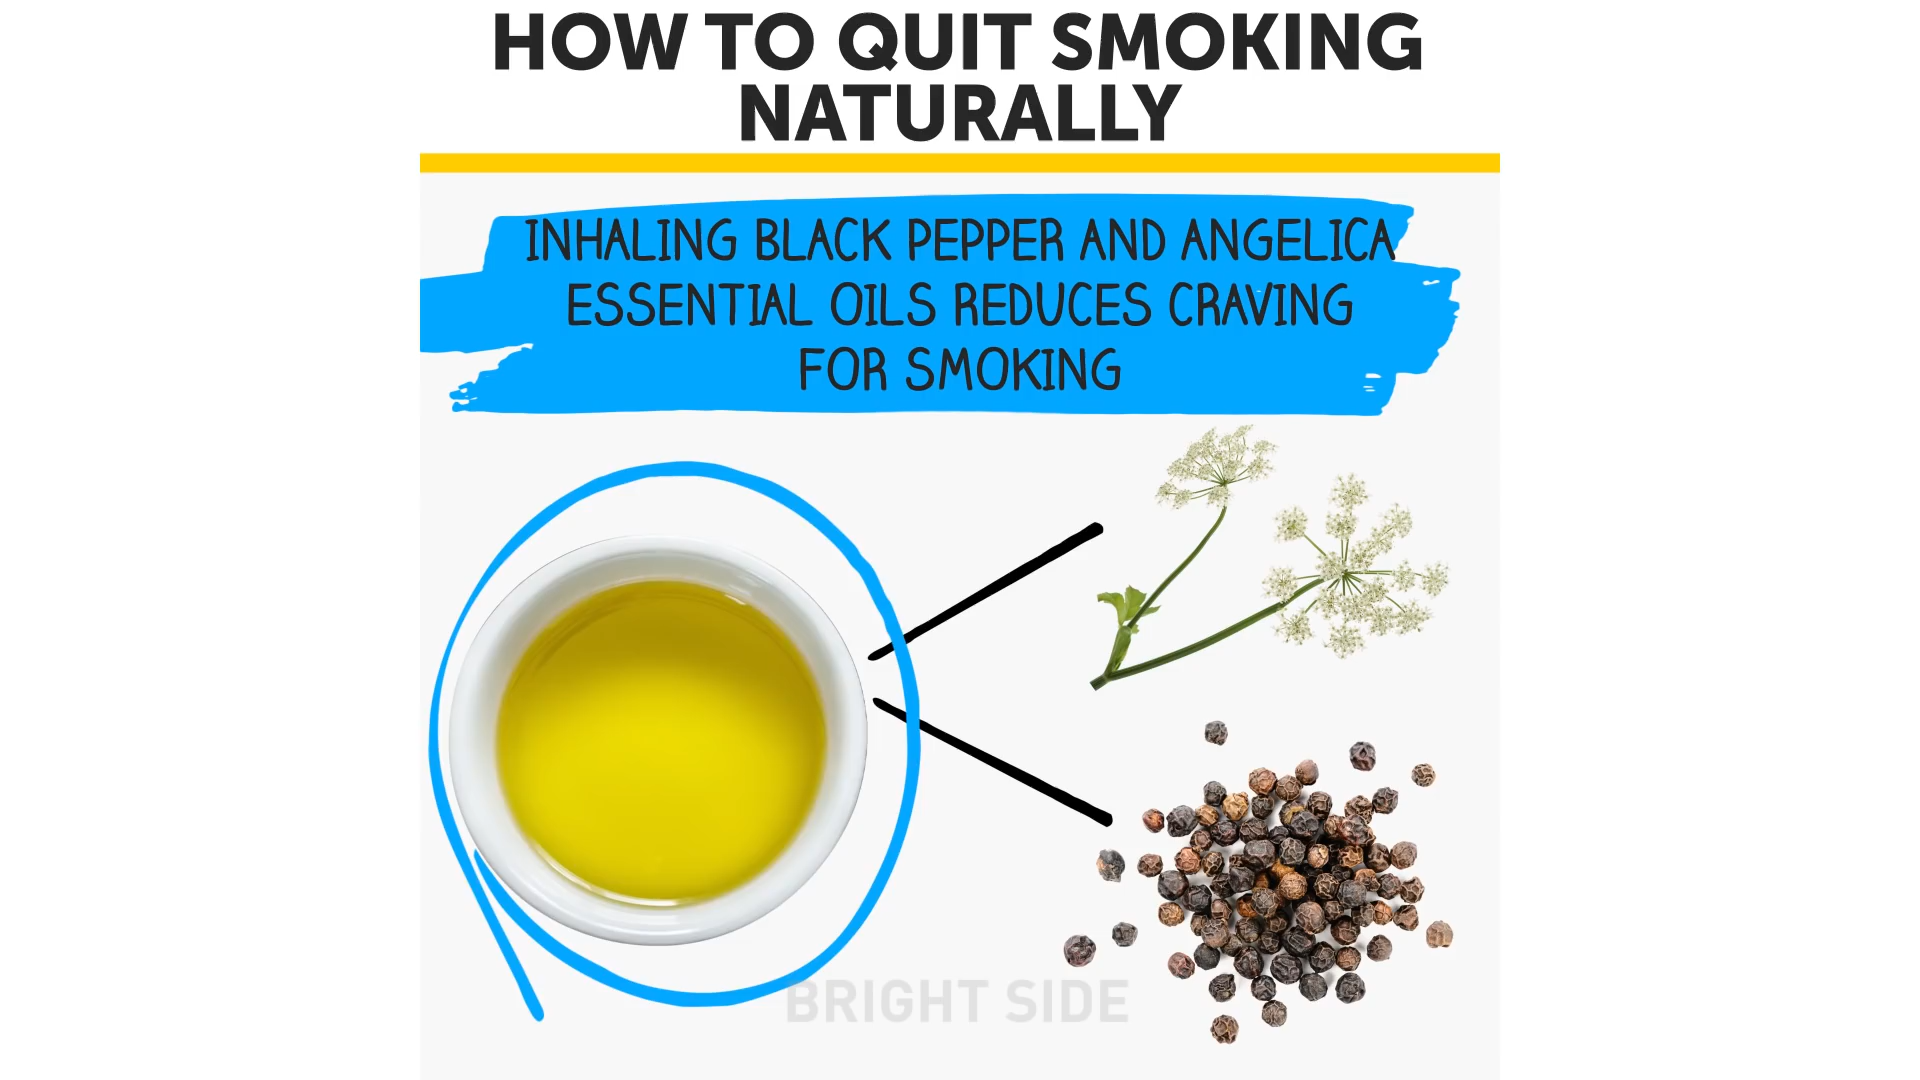 HOW TO QUIT SMOKING
NATURALLY
INHALING BLACK PEPPER AND ANGELICA
ESSENTIAL OILS REDUCES CRAVING
FOR SMOKING
BRIGHT SIDE